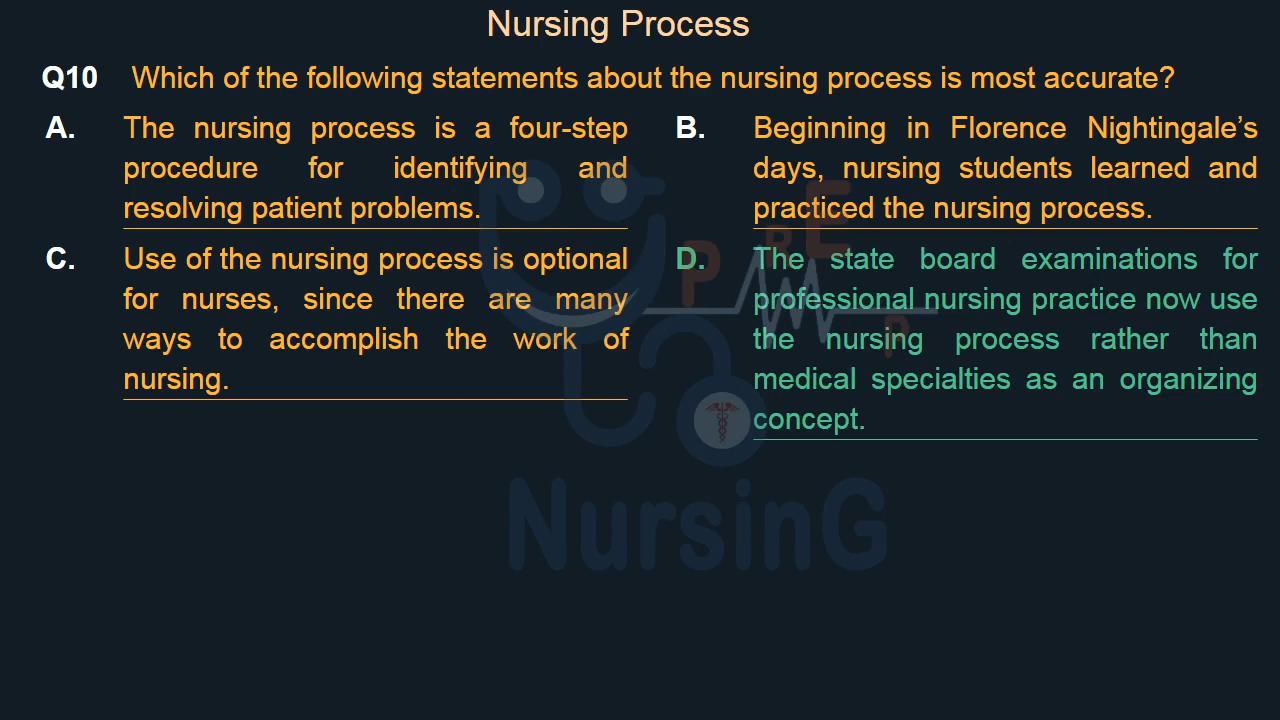 Nursing Process
Q10 Which of the following statements about the nursing process is most accurate?
A. The nursing process is a four-step
procedure for identifying and
resolving patient problems.
B. Beginning in Florence Nightingale’s
days, nursing students learned and
practiced the nursing process.
C. Use of the nursing process is optional
for nurses, since there are many
ways to accomplish the work of
nursing.
D. The state board examinations for
professional nursing practice now use
the nursing process rather than
medical specialties as an organizing
concept.
PREP
NursinG